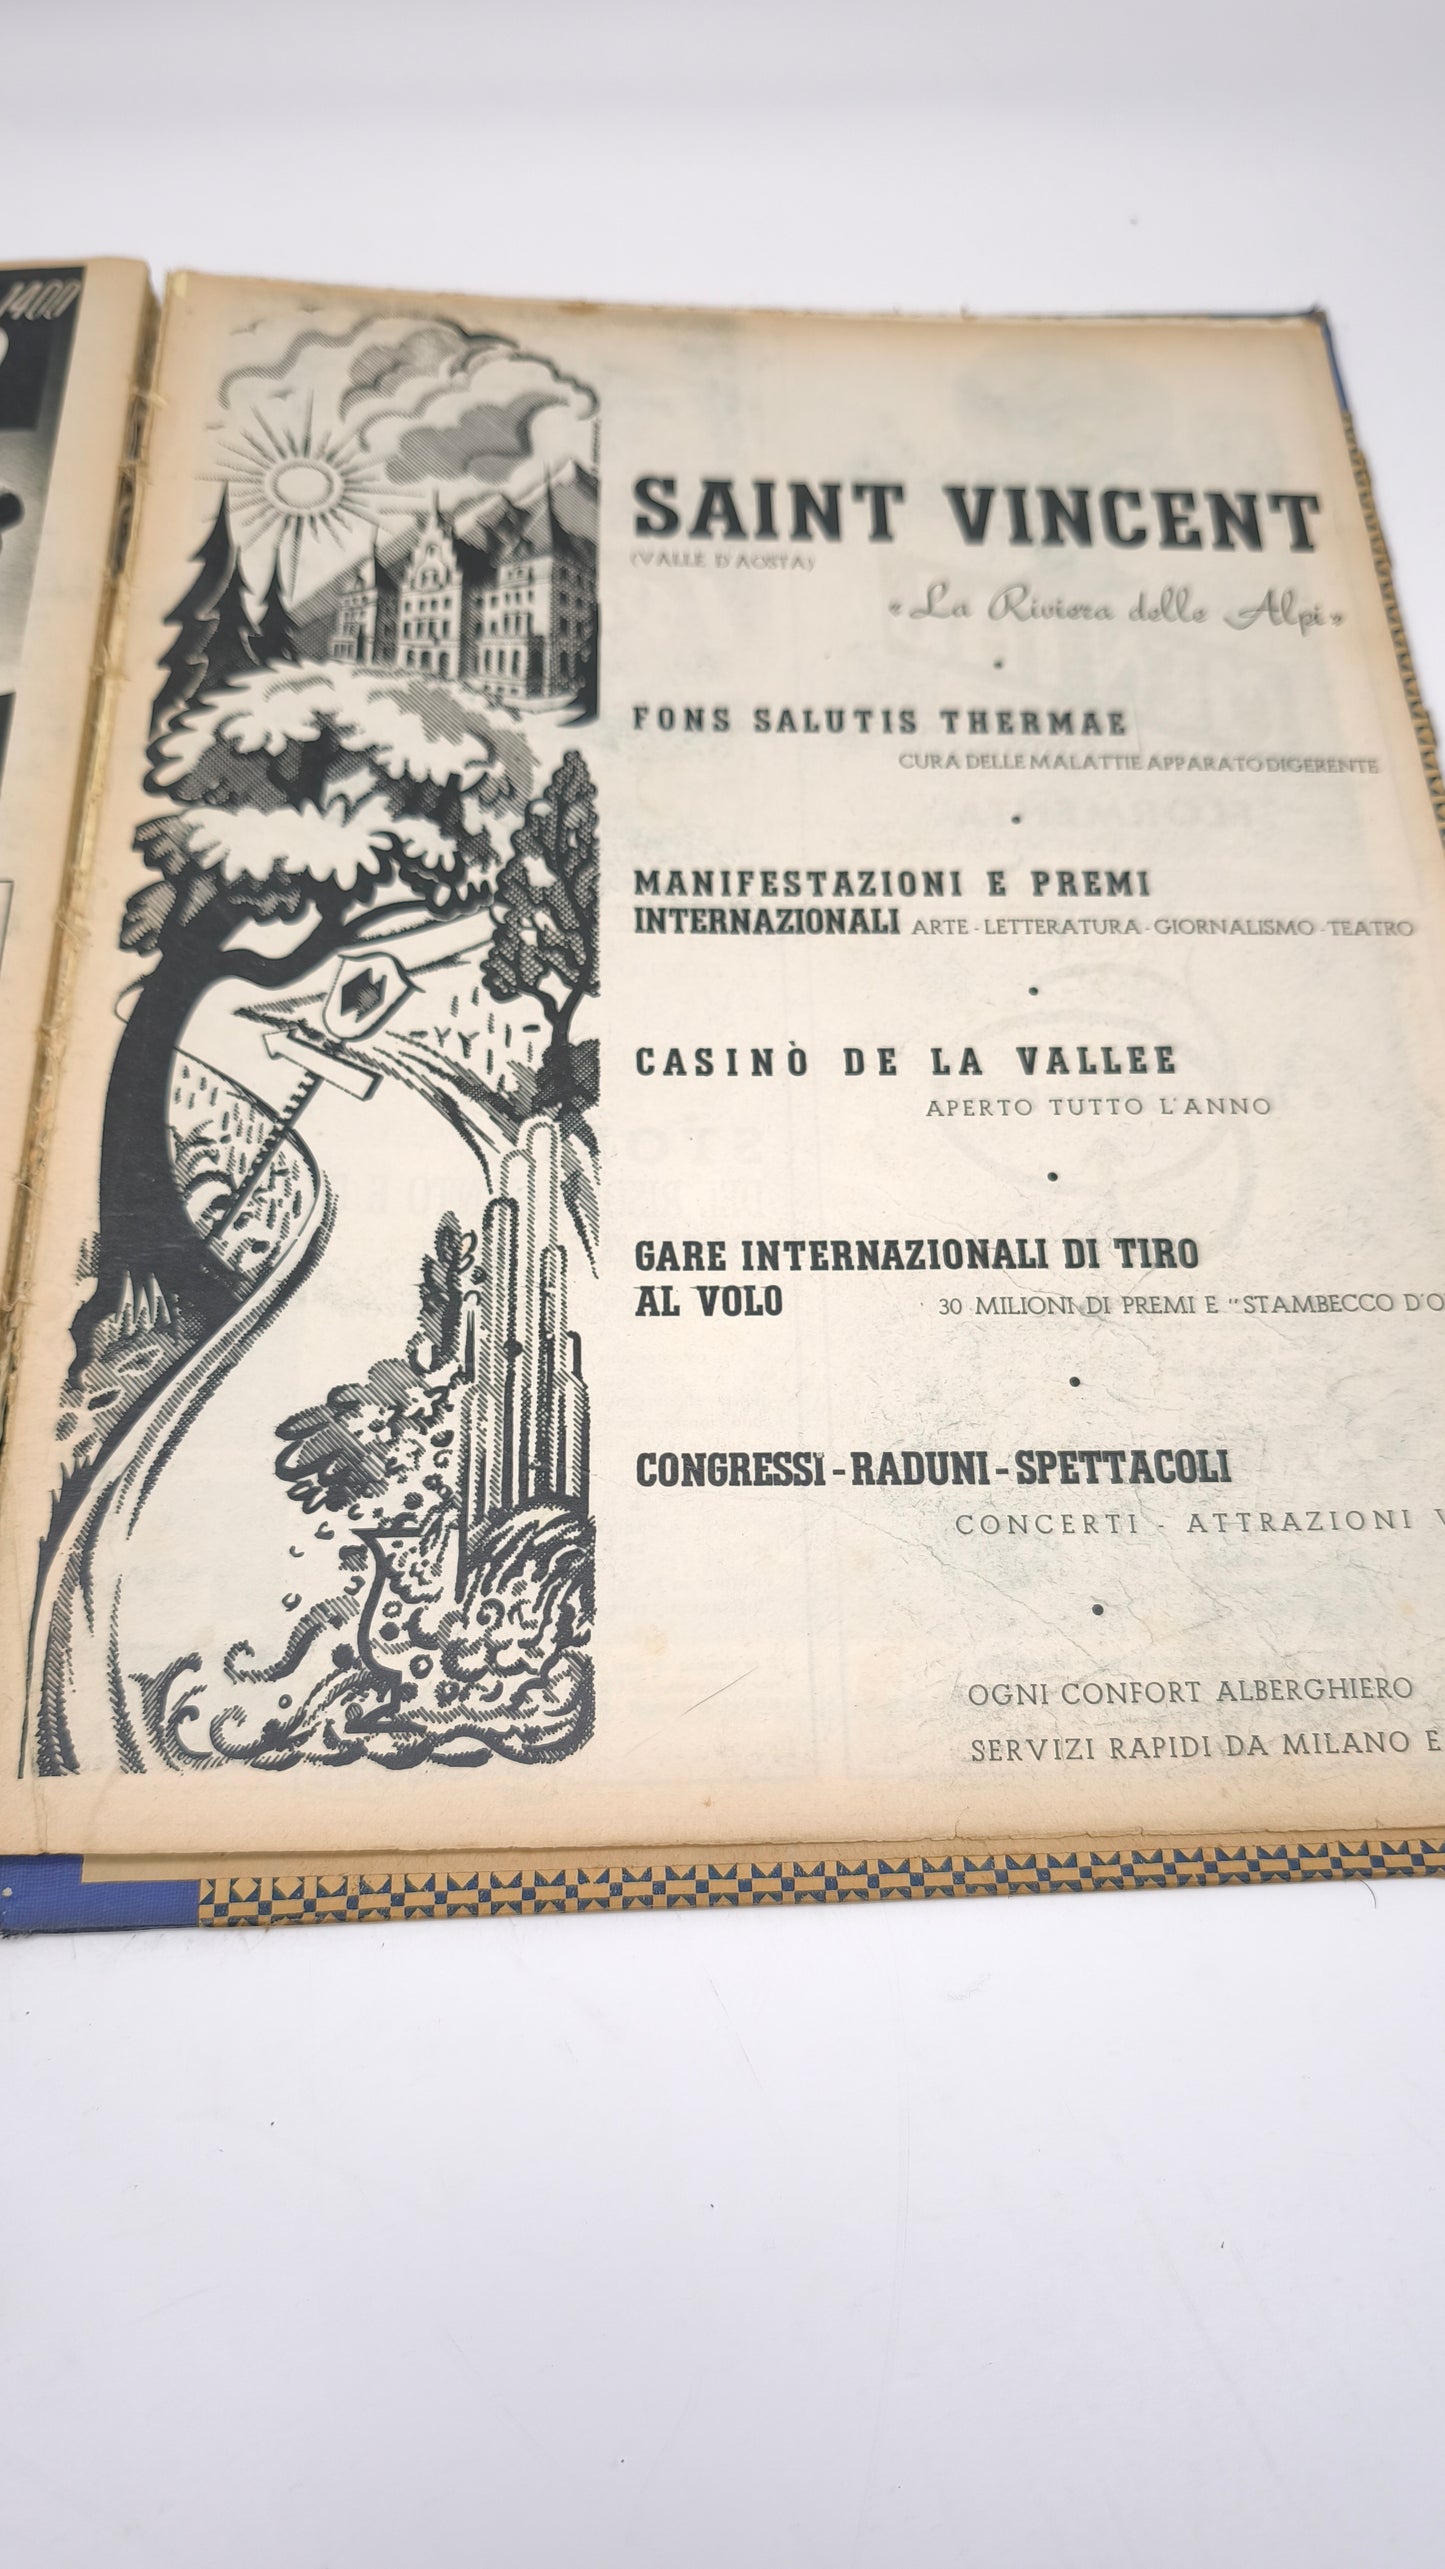 1400
SAINT VINCENT
(VALLE D'AOSTA)
«La Riviera delle Alpi»
FONS SALUTIS THERMAE
CURA DELLE MALATTIE APPARATO DIGERENTE
MANIFESTAZIONI E PREMI
INTERNAZIONALI ARTE - LETTERATURA - GIORNALISMO - TEATRO
CASINÒ DE LA VALLEE
APERTO TUTTO L'ANNO
GARE INTERNAZIONALI DI TIRO
AL VOLO 30 MILIONI DI PREMI E "STAMBECCO D'O
CONGRESSI - RADUNI - SPETTACOLI
CONCERTI - ATTRAZIONI V
OGNI CONFORT ALBERGHIERO
SERVIZI RAPIDI DA MILANO E